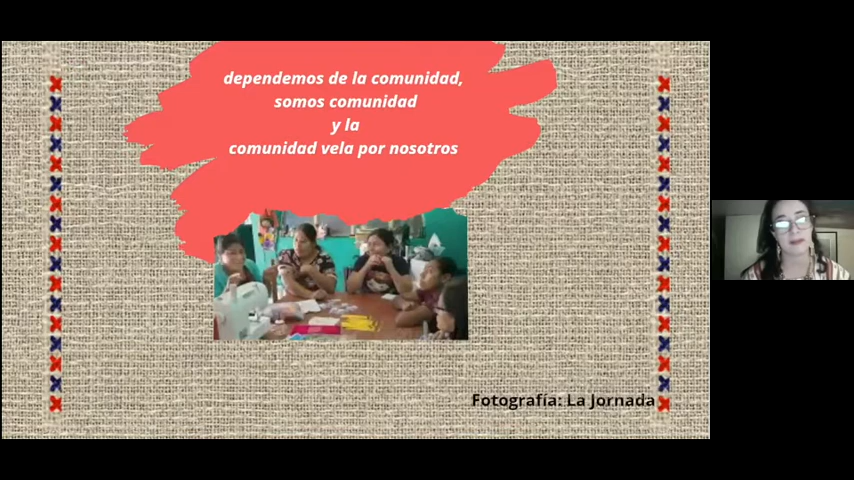 dependemos de la comunidad,
somos comunidad
y la
comunidad vela por nosotros
Fotografía: La Jornada